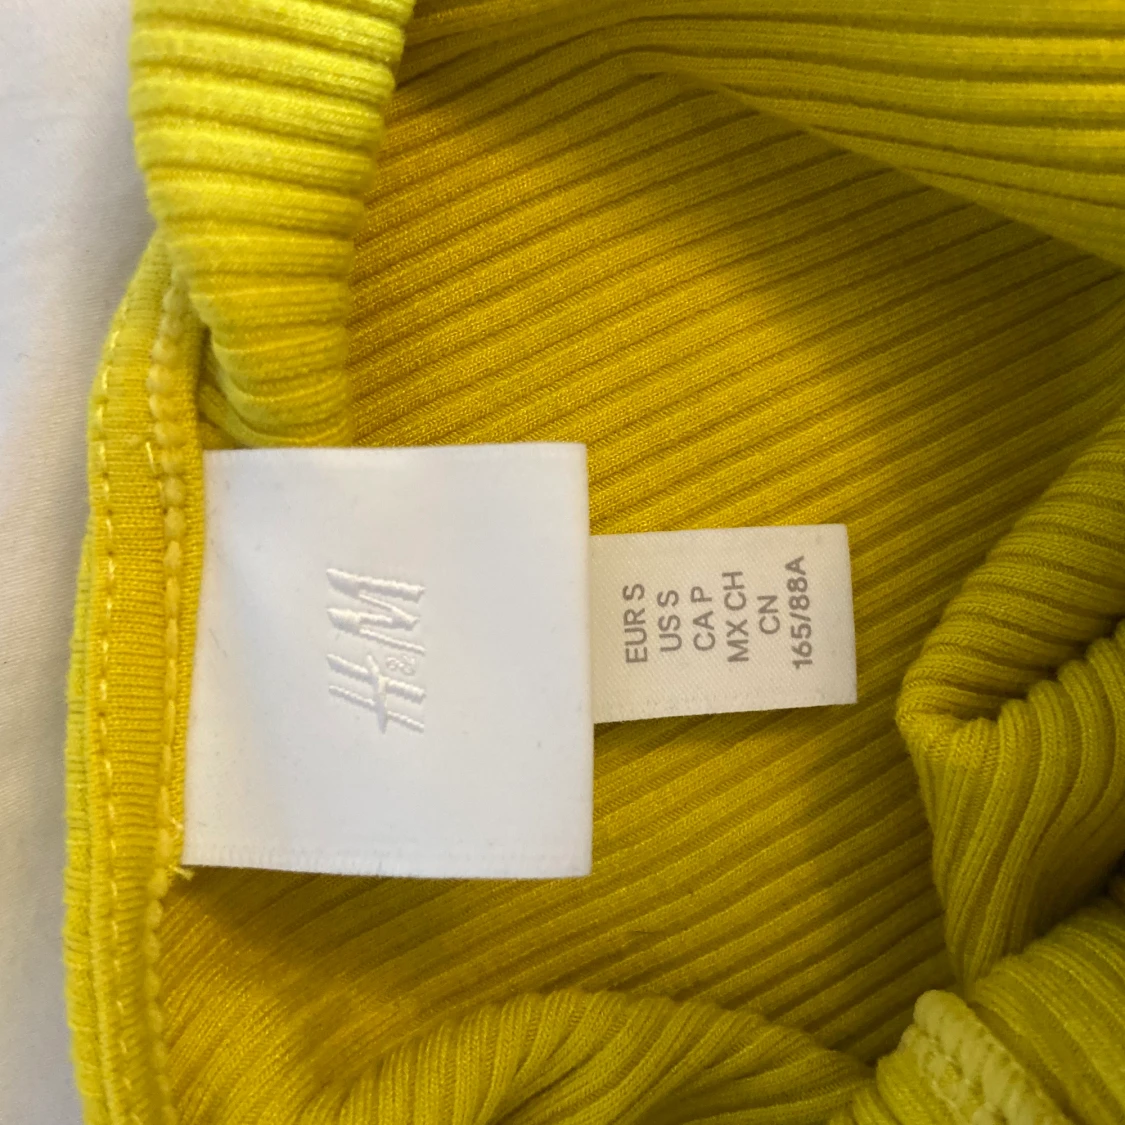 H&M
EUR S
US S
CA P
MX CH
CN
165/88A